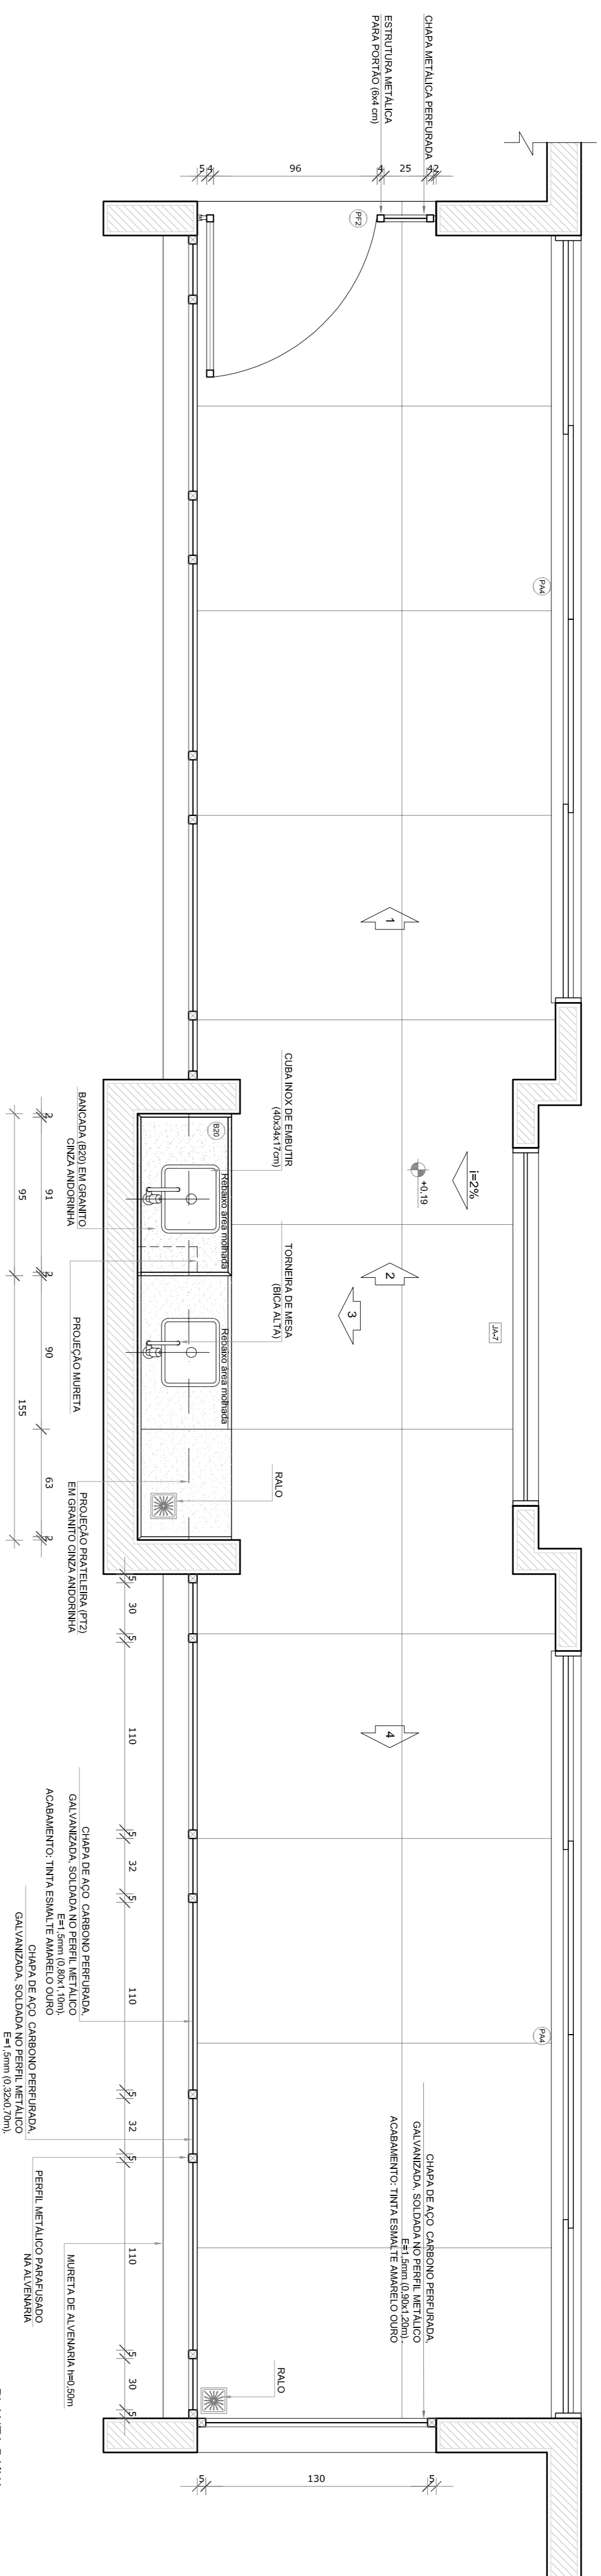 CHAPA METÁLICA PERFURADA
ESTRUTURA METÁLICA
PARA PORTÃO (6x4 cm)
5
4
96
4
25
4
2
PF2
PA4
1
i=2%
+0,19
2
3
JA-7
CUBA INOX DE EMBUTIR
(40x34x17cm)
TORNEIRA DE MESA
(BICA ALTA)
RALO
B20
Rebaixo área molhada
Rebaixo área molhada
BANCADA (B20) EM GRANITO
CINZA ANDORINHA
PROJEÇÃO MURETA
PROJEÇÃO PRATELEIRA (PT2)
EM GRANITO CINZA ANDORINHA
2
91
2
90
63
2
95
155
4
PA4
5
30
5
110
5
32
5
110
5
32
5
110
5
30
5
CHAPA DE AÇO CARBONO PERFURADA,
GALVANIZADA, SOLDADA NO PERFIL METÁLICO
E=1,5mm (0,80x1,10m).
ACABAMENTO: TINTA ESMALTE AMARELO OURO
CHAPA DE AÇO CARBONO PERFURADA,
GALVANIZADA, SOLDADA NO PERFIL METÁLICO
E=1,5mm (0,32x0,70m).
CHAPA DE AÇO CARBONO PERFURADA,
GALVANIZADA, SOLDADA NO PERFIL METÁLICO
E=1,5mm (0,90x1,20m).
ACABAMENTO: TINTA ESMALTE AMARELO OURO
PERFIL METÁLICO PARAFUSADO
NA ALVENARIA
MURETA DE ALVENARIA h=0,50m
RALO
5
130
5